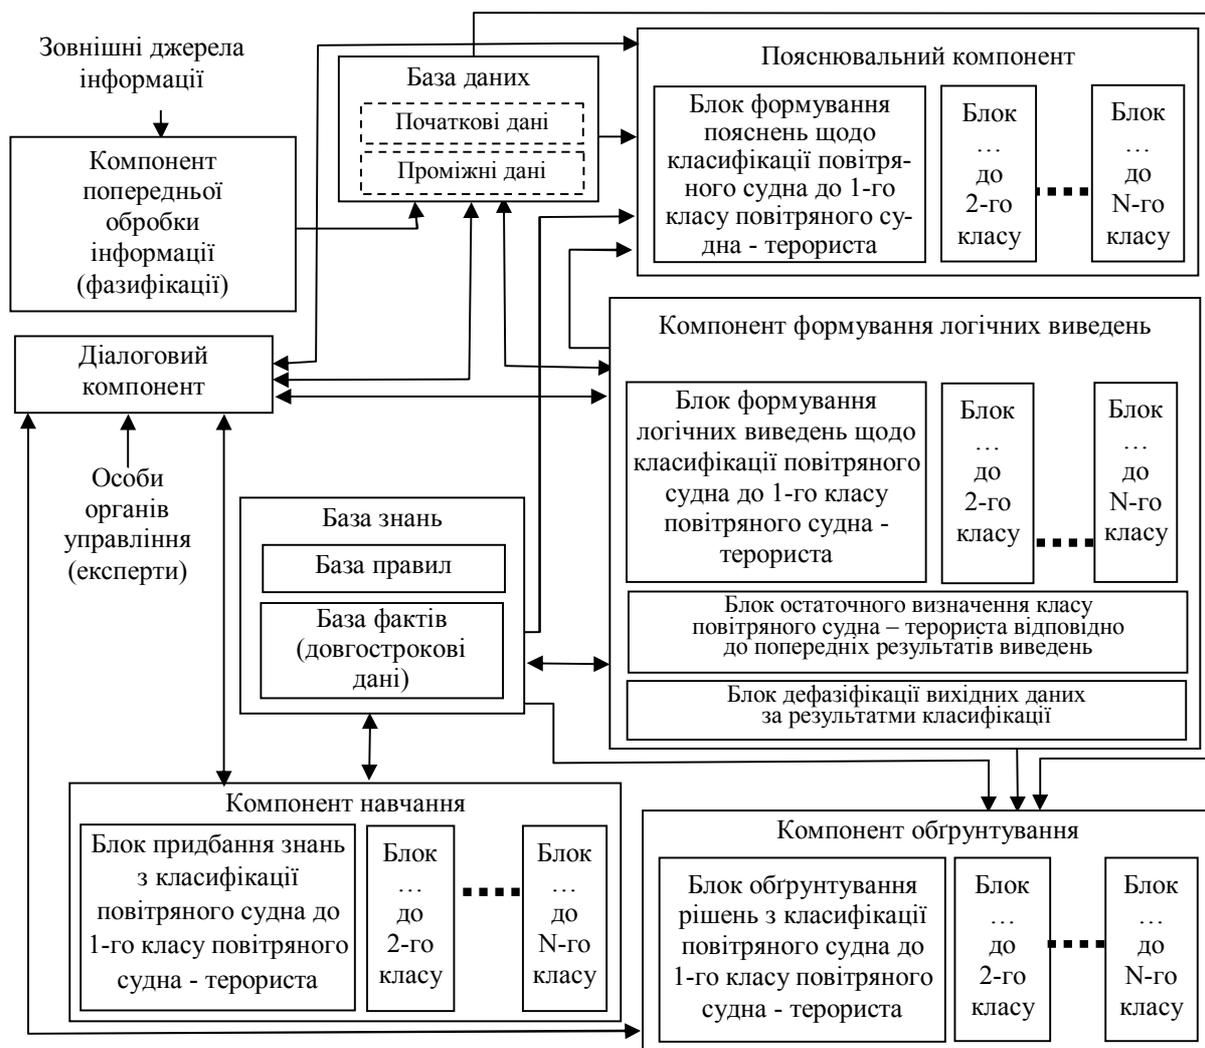 Зовнішні джерела
інформації
Компонент
попередньої
обробки
інформації
(фазифікації)
База даних
Початкові дані
Проміжні дані
Пояснювальний компонент
Блок формування
пояснень щодо
класифікації повітря-
ного судна до 1-го
класу повітряного су-
дна - терориста
Блок
…
до
2-го
класу
Блок
…
до
N-го
класу
Діалоговий
компонент
Особи
органів
управління
(експерти)
Компонент формування логічних виведень
Блок формування
логічних виведень щодо
класифікації повітряного
судна до 1-го класу
повітряного судна -
терориста
Блок
…
до
2-го
класу
Блок
…
до
N-го
класу
Блок остаточного визначення класу
повітряного судна – терориста відповідно
до попередніх результатів виведень
Блок дефазіфікації вихідних даних
за результатми класифікації
База знань
База правил
База фактів
(довгострокові
дані)
Компонент навчання
Блок придбання знань
з класифікації
повітряного судна до
1-го класу повітряного
судна - терориста
Блок
…
до
2-го
класу
Блок
…
до
N-го
класу
Компонент обґрунтування
Блок обґрунтування
рішень з класифікації
повітряного судна до
1-го класу повітряного
судна - терориста
Блок
…
до
2-го
класу
Блок
…
до
N-го
класу